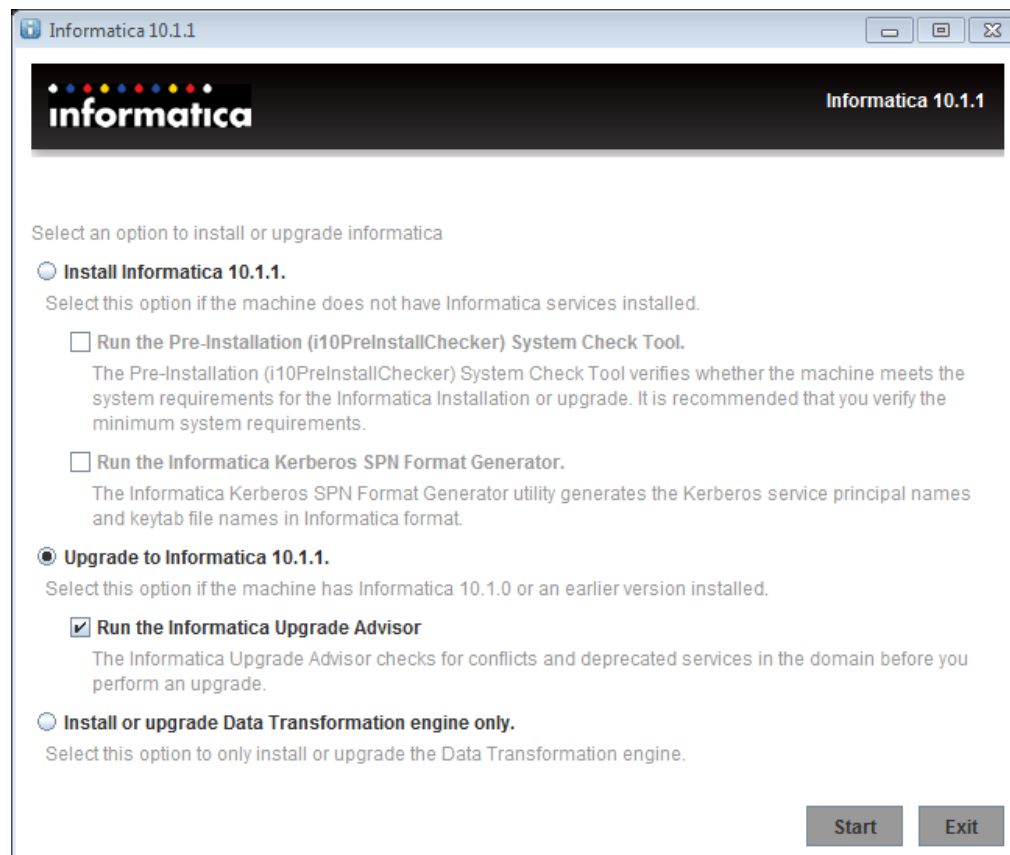 Informatica 10.1.1
informatica
Informatica 10.1.1
Select an option to install or upgrade informatica
Install Informatica 10.1.1.
Select this option if the machine does not have Informatica services installed.
Run the Pre-Installation (i10PreInstallChecker) System Check Tool.
The Pre-Installation (i10PreInstallChecker) System Check Tool verifies whether the machine meets the
system requirements for the Informatica Installation or upgrade. It is recommended that you verify the
minimum system requirements.
Run the Informatica Kerberos SPN Format Generator.
The Informatica Kerberos SPN Format Generator utility generates the Kerberos service principal names
and keytab file names in Informatica format.
Upgrade to Informatica 10.1.1.
Select this option if the machine has Informatica 10.1.0 or an earlier version installed.
Run the Informatica Upgrade Advisor
The Informatica Upgrade Advisor checks for conflicts and deprecated services in the domain before you
perform an upgrade.
Install or upgrade Data Transformation engine only.
Select this option to only install or upgrade the Data Transformation engine.
Start Exit